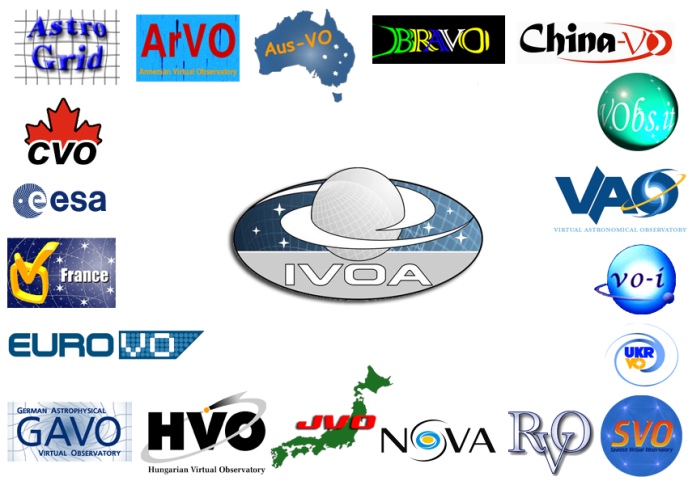 Astro
Grid
ArVO
Armenian Virtual Observatory
Aus-VO
BRAVO
China-VO
CVO
VObs.it
esa
VAO
VIRTUAL ASTRONOMICAL OBSERVATORY
IVOA
France
vo-i
EURO VO
UKR
VO
GERMAN ASTROPHYSICAL
GAVO
VIRTUAL OBSERVATORY
HVO
Hungarian Virtual Observatory
JVO
NOVA
RVO
SVO
Spanish Virtual Observatory